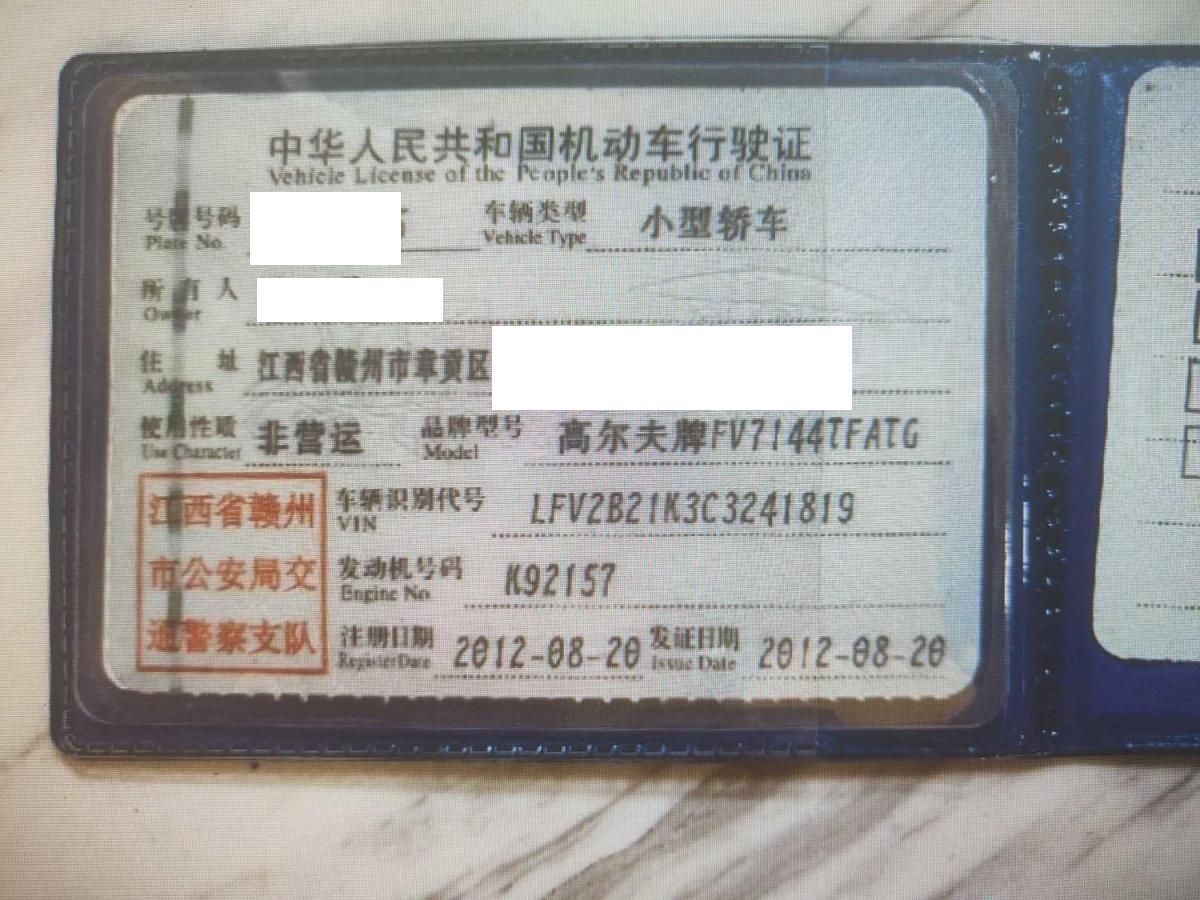 中华人民共和国机动车行驶证
Vehicle License of the People's Republic of China
号牌号码 车辆类型 小型轿车
Plate No. Vehicle Type
所有人
Owner
住址 江西省赣州市章贡区
Address
使用性质 非营运 品牌型号 高尔夫牌FV7144TFATG
Use Character Model
江西省赣州
市公安局交
通警察支队
车辆识别代号 LFV2B21K3C3241819
VIN
发动机号码 K92157
Engine No.
注册日期 2012-08-20 发证日期 2012-08-20
Register Date Issue Date